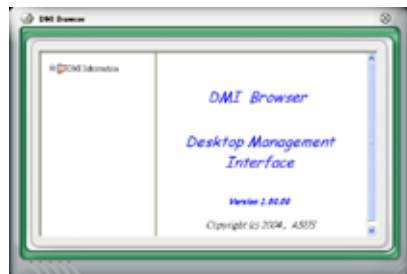 DMI Browser
DMI Information
DMI Browser
Desktop Management
Interface
Version 1.00.00
Copyright (c) 2004, ASUS